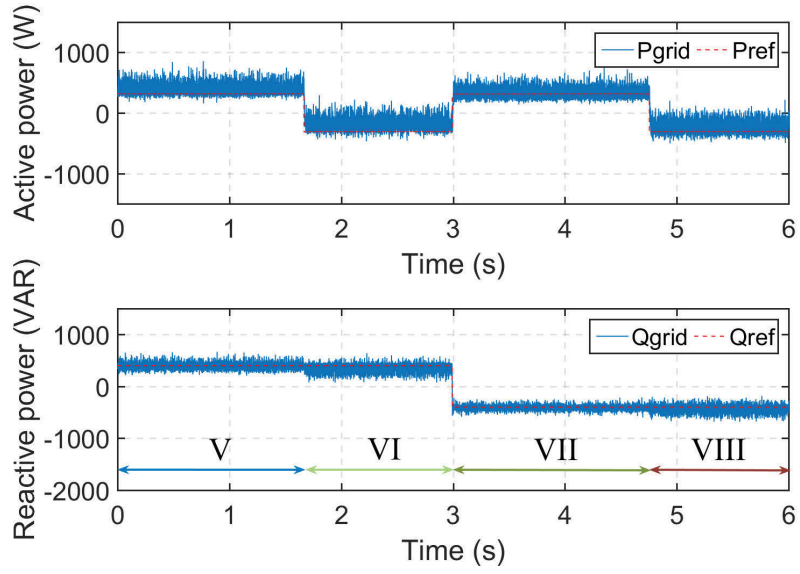 Active power (W)
1000
0
-1000
Pgrid Pref
0 1 2 3 4 5 6
Time (s)
Reactive power (VAR)
1000
0
-1000
-2000
Qgrid Qref
V VI VII VIII
0 1 2 3 4 5 6
Time (s)